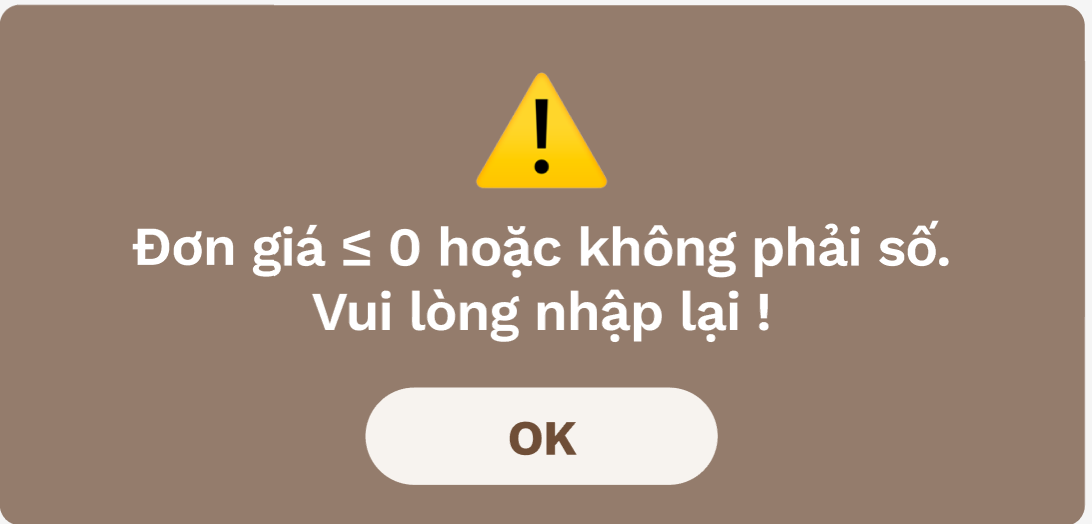 Đơn giá ≤ 0 hoặc không phải số.
Vui lòng nhập lại !
OK